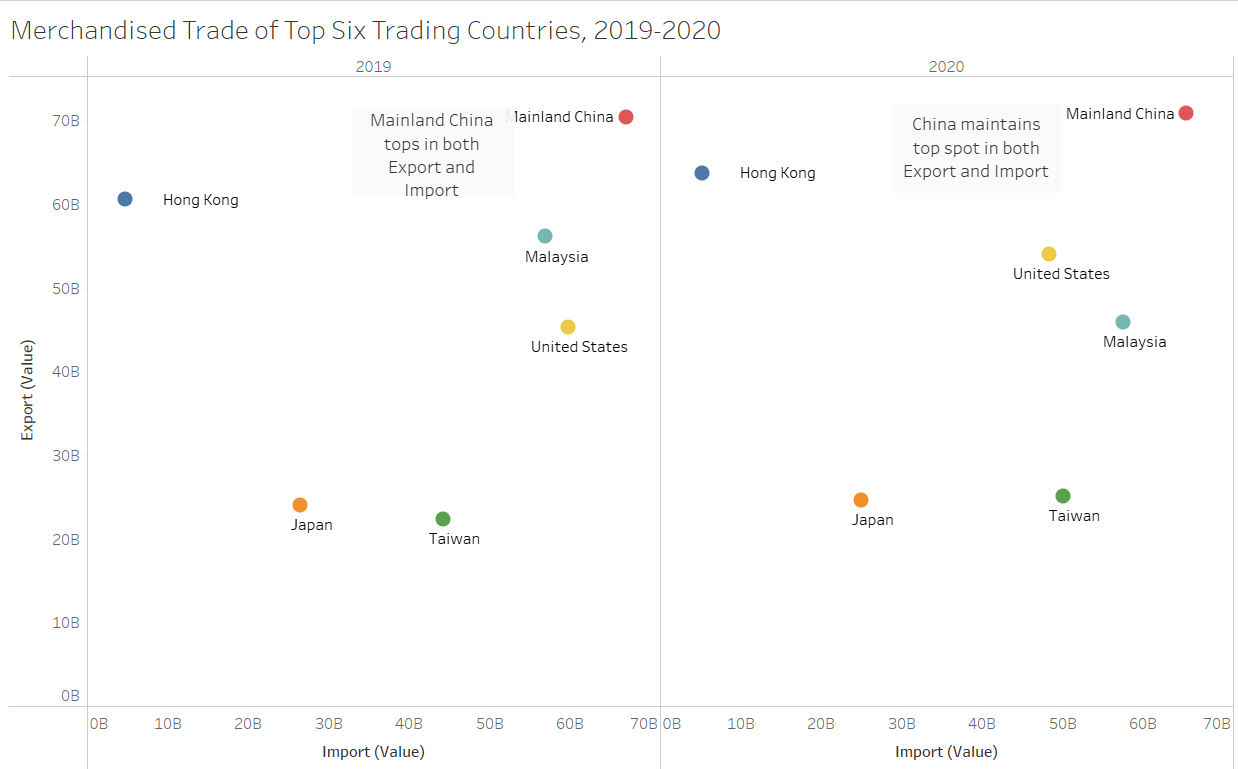 Merchandised Trade of Top Six Trading Countries, 2019-2020
2019
2020
Mainland China
tops in both
Export and
Import
Mainland China
China maintains
top spot in both
Export and Import
Mainland China
Hong Kong
Hong Kong
Malaysia
United States
United States
Malaysia
Japan
Taiwan
Japan
Taiwan
Export (Value)
70B
60B
50B
40B
30B
20B
10B
0B
0B 10B 20B 30B 40B 50B 60B 70B
0B 10B 20B 30B 40B 50B 60B 70B
Import (Value)
Import (Value)